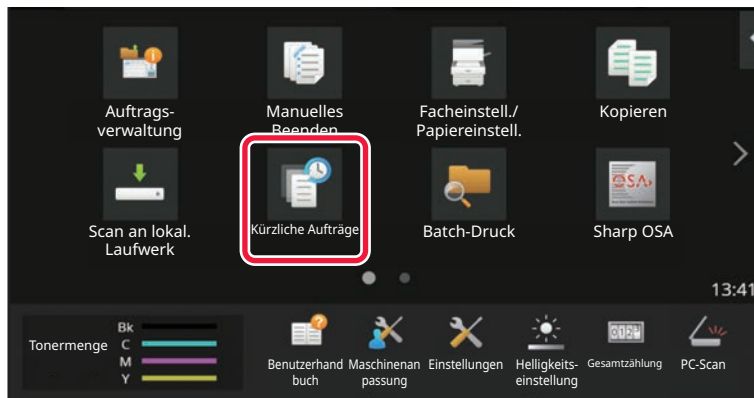 Auftrags-
verwaltung
Manuelles
Beenden
Facheinstell./
Papiereinstell.
Kopieren
Scan an lokal.
Laufwerk
Kürzliche Aufträge
Batch-Druck
OSA
Sharp OSA
13:41
Tonermenge
Bk
C
M
Y
Benutzerhand
buch
Maschinenan
passung
Einstellungen
Helligkeits-
einstellung
Gesamtzählung
PC-Scan